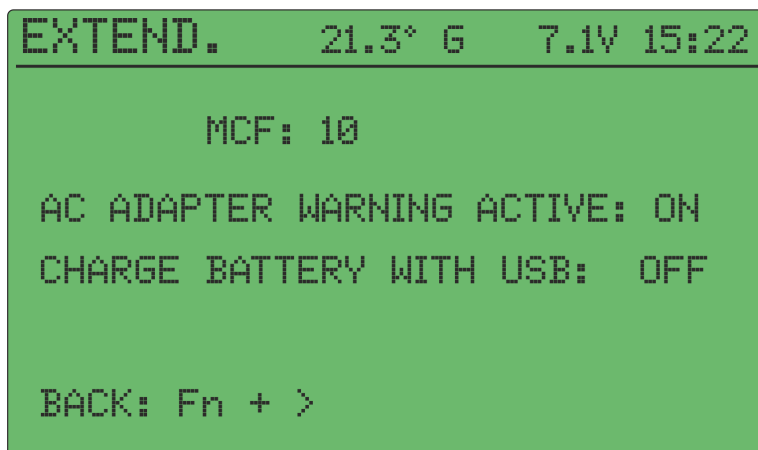 EXTEND. 21.3° G 7.1V 15:22
MCF: 10
AC ADAPTER WARNING ACTIVE: ON
CHARGE BATTERY WITH USB: OFF
BACK: Fn + >